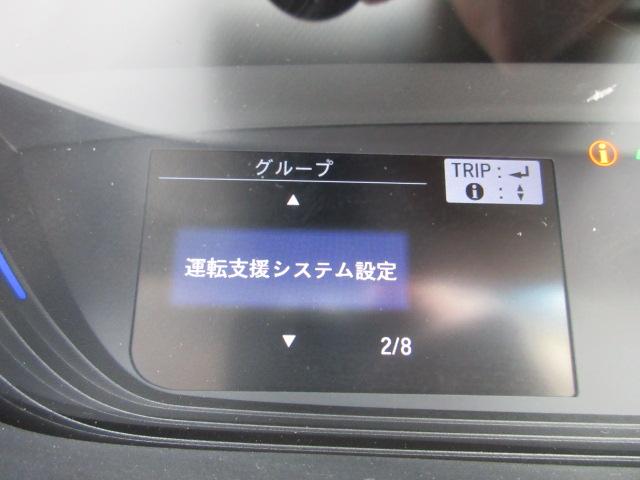 グループ
TRIP : ↵
i : ▲▼
▲
運転支援システム設定
▼
2/8
i